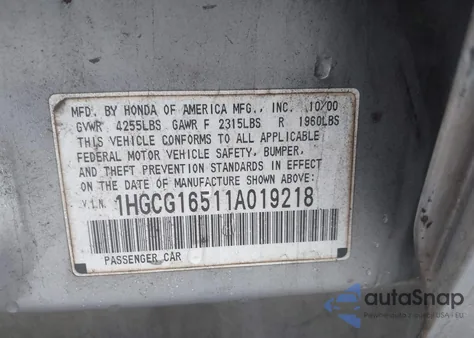 MFD. BY HONDA OF AMERICA MFG., INC. 10/00
GVWR 4255LBS GAWR F 2315LBS R 1960LBS
THIS VEHICLE CONFORMS TO ALL APPLICABLE
FEDERAL MOTOR VEHICLE SAFETY, BUMPER,
AND THEFT PREVENTION STANDARDS IN EFFECT
ON THE DATE OF MANUFACTURE SHOWN ABOVE:
V.I.N. 1HGCG16511A019218
PASSENGER CAR
autoSnap